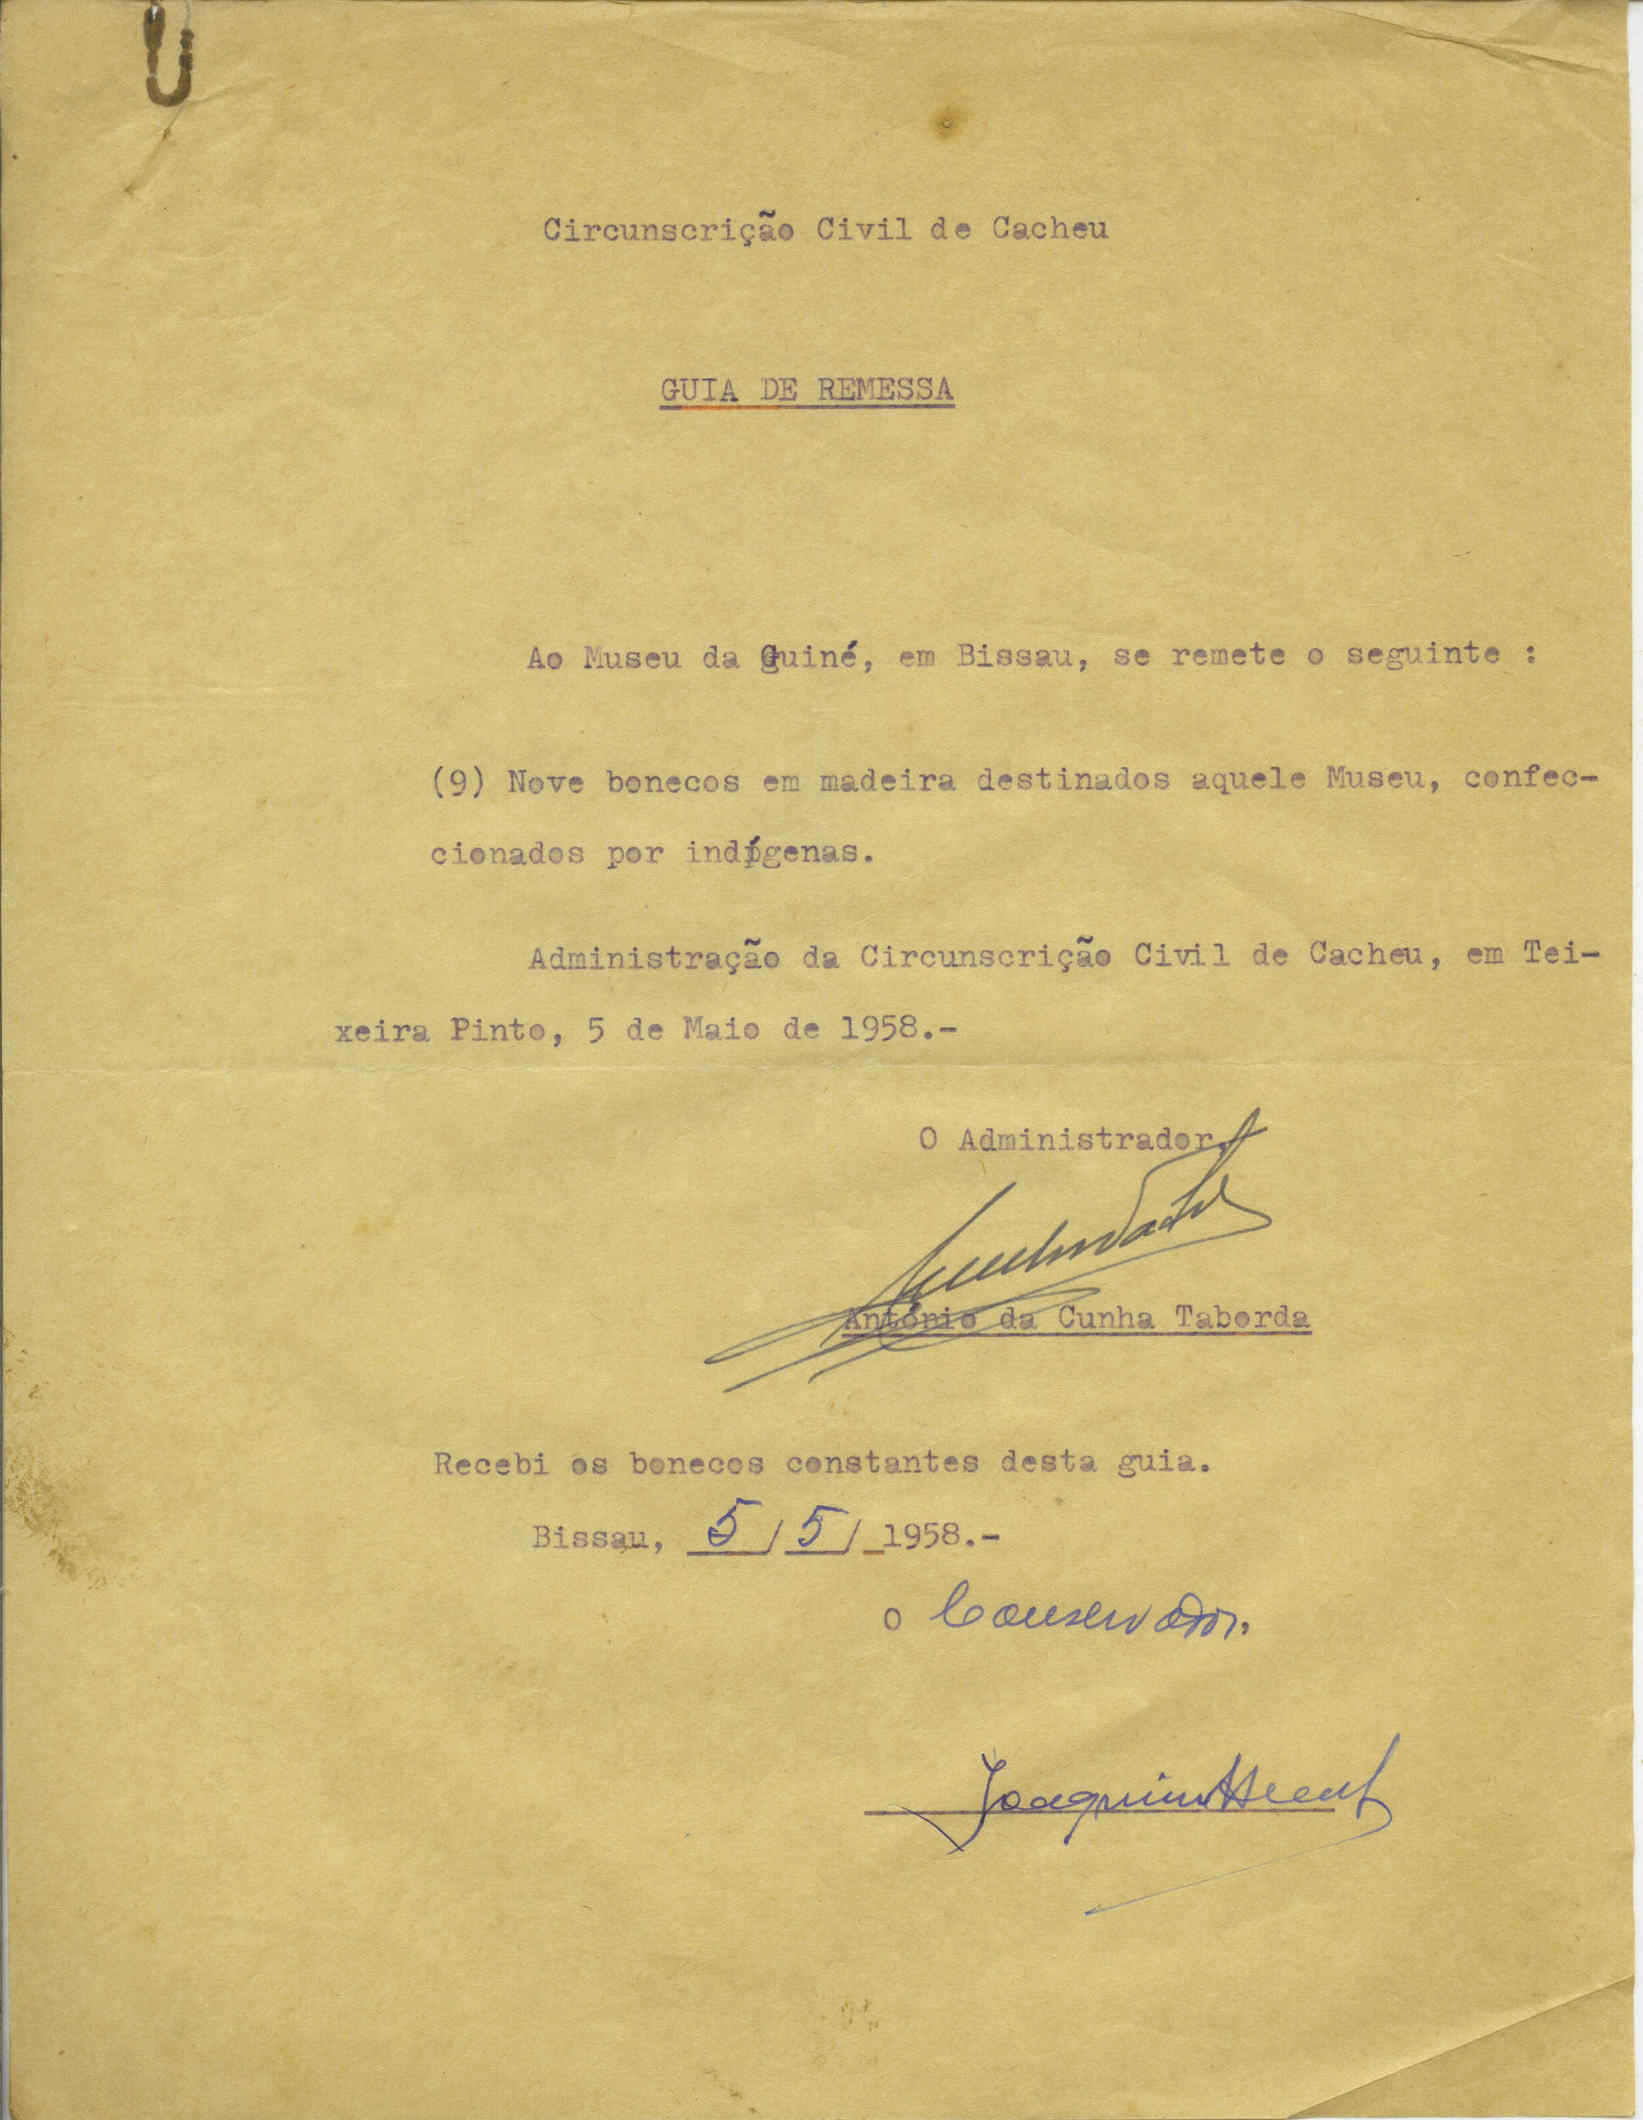 Circunscrição Civil de Cacheu
GUIA DE REMESSA
Ao Museu da Guiné, em Bissau, se remete o seguinte :
(9) Nove bonecos em madeira destinados aquele Museu, confec-
cionados por indígenas.
Administração da Circunscrição Civil de Cacheu, em Tei-
xeira Pinto, 5 de Maio de 1958.-
O Administrador,
António da Cunha Taborda
Recebi os bonecos constantes desta guia.
Bissau, 5/5/1958.-
O Conservador,
Joaquim